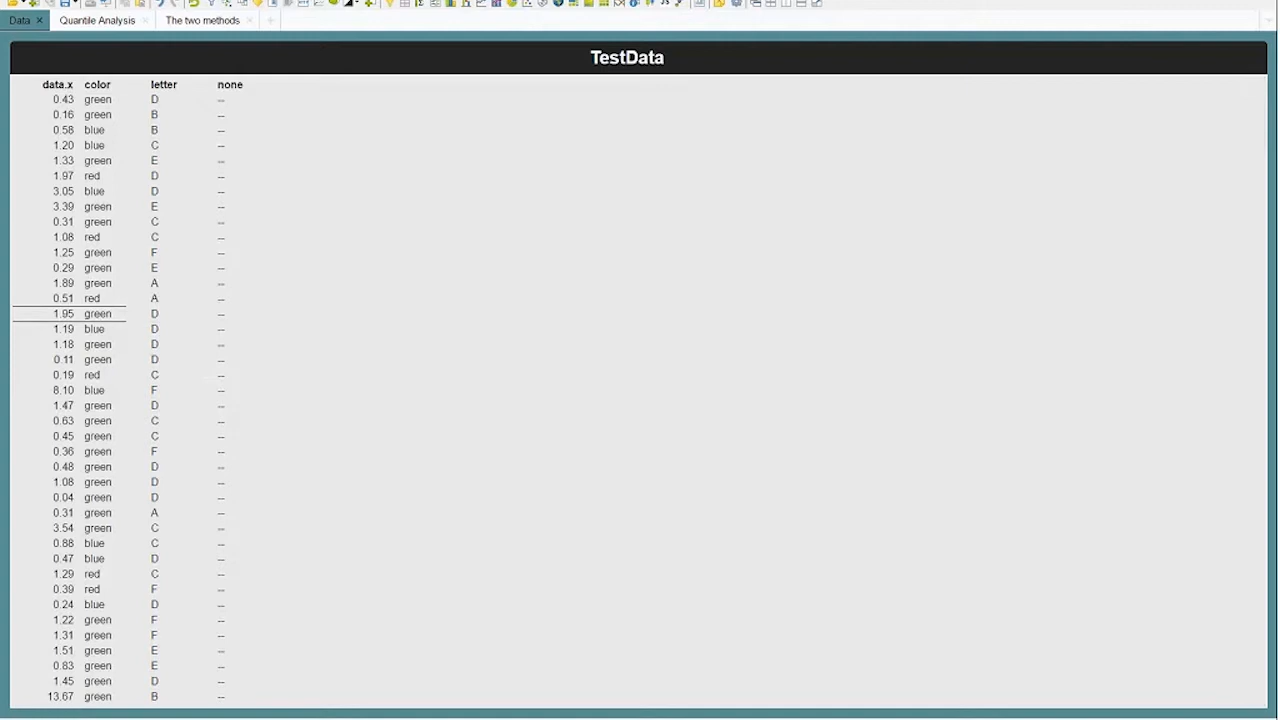 Data Quantile Analysis The two methods
TestData
data.x color letter none
0.43 green D --
0.16 green B --
0.58 blue B --
1.20 blue C --
1.33 green E --
1.97 red D --
3.05 blue D --
3.39 green E --
0.31 green C --
1.08 red C --
1.25 green F --
0.29 green E --
1.89 green A --
0.51 red A --
1.95 green D --
1.19 blue D --
1.18 green D --
0.11 green D --
0.19 red C --
8.10 blue F --
1.47 green D --
0.63 green C --
0.45 green C --
0.36 green F --
0.48 green D --
1.08 green D --
0.04 green D --
0.31 green A --
3.54 green C --
0.88 blue C --
0.47 blue D --
1.29 red C --
0.39 red F --
0.24 blue D --
1.22 green F --
1.31 green F --
1.51 green E --
0.83 green E --
1.45 green D --
13.67 green B --